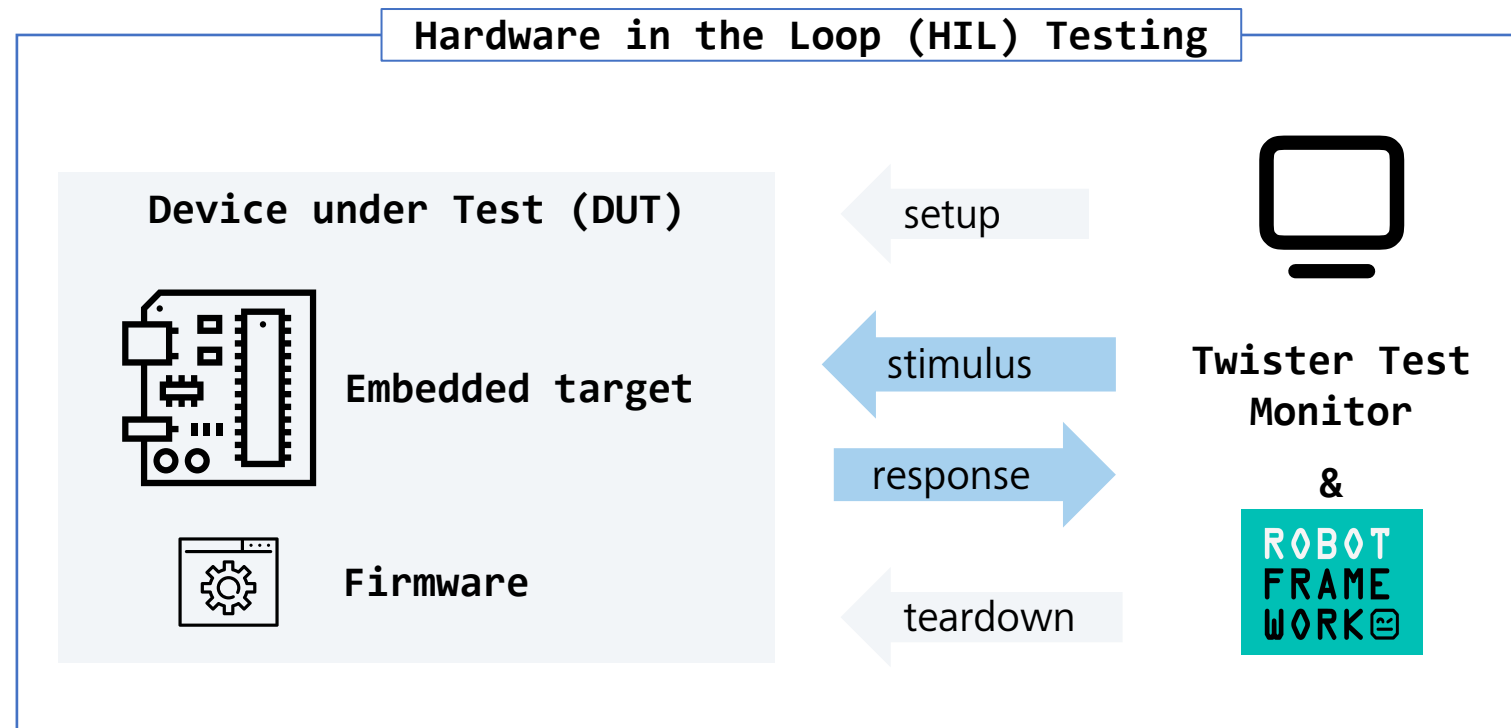 Hardware in the Loop (HIL) Testing
Device under Test (DUT)
Embedded target
Firmware
setup
stimulus
response
teardown
Twister Test
Monitor
&
ROBOT
FRAME
WORK